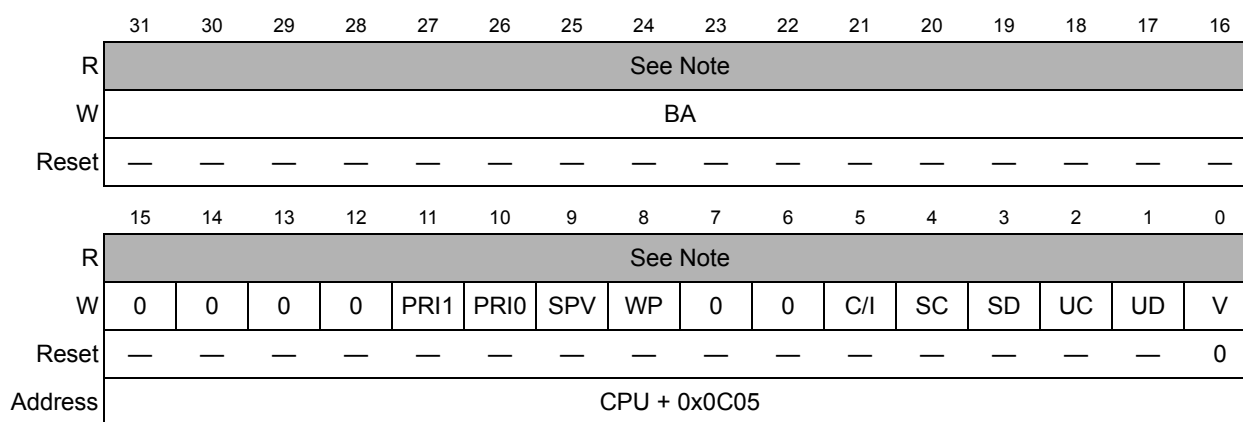 31 30 29 28 27 26 25 24 23 22 21 20 19 18 17 16
R See Note
W BA
Reset — — — — — — — — — — — — — — — —
15 14 13 12 11 10 9 8 7 6 5 4 3 2 1 0
R See Note
W 0 0 0 0 PRI1 PRI0 SPV WP 0 0 C/I SC SD UC UD V
Reset — — — — — — — — — — — — — — — 0
Address CPU + 0x0C05